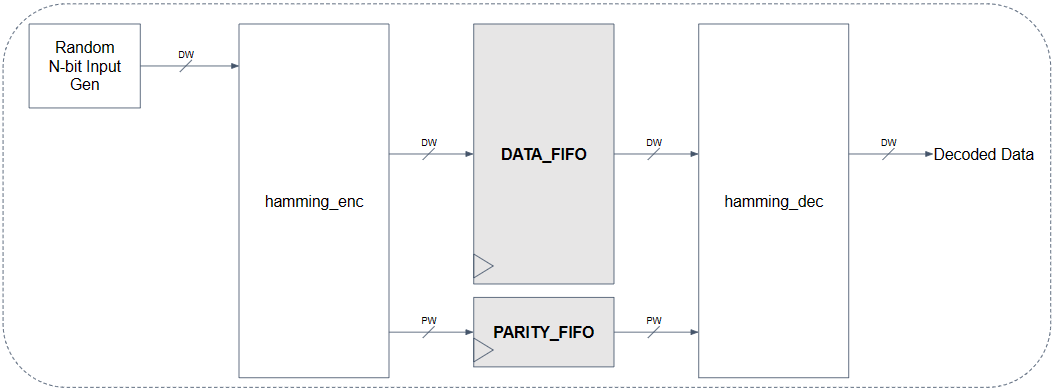 Random
N-bit Input
Gen
DW
hamming_enc
DW
PW
DATA_FIFO
PARITY_FIFO
DW
PW
hamming_dec
DW
Decoded Data